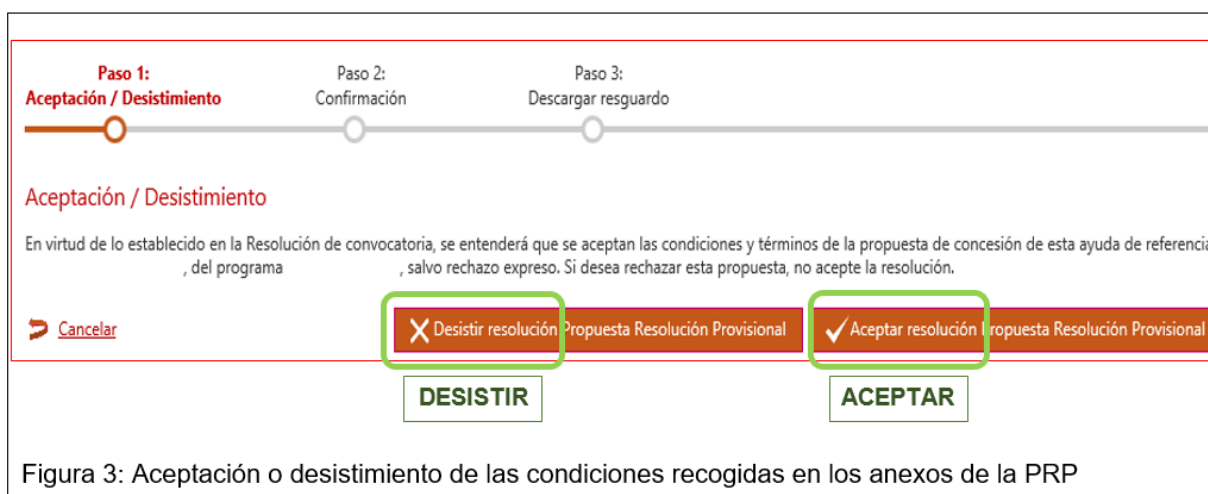 Paso 1:
Aceptación / Desistimiento
Paso 2:
Confirmación
Paso 3:
Descargar resguardo
Aceptación / Desistimiento
En virtud de lo establecido en la Resolución de convocatoria, se entenderá que se aceptan las condiciones y términos de la propuesta de concesión de esta ayuda de referencia
, del programa , salvo rechazo expreso. Si desea rechazar esta propuesta, no acepte la resolución.
Cancelar
Desistir resolución Propuesta Resolución Provisional
Aceptar resolución Propuesta Resolución Provisional
DESISTIR
ACEPTAR
Figura 3: Aceptación o desistimiento de las condiciones recogidas en los anexos de la PRP